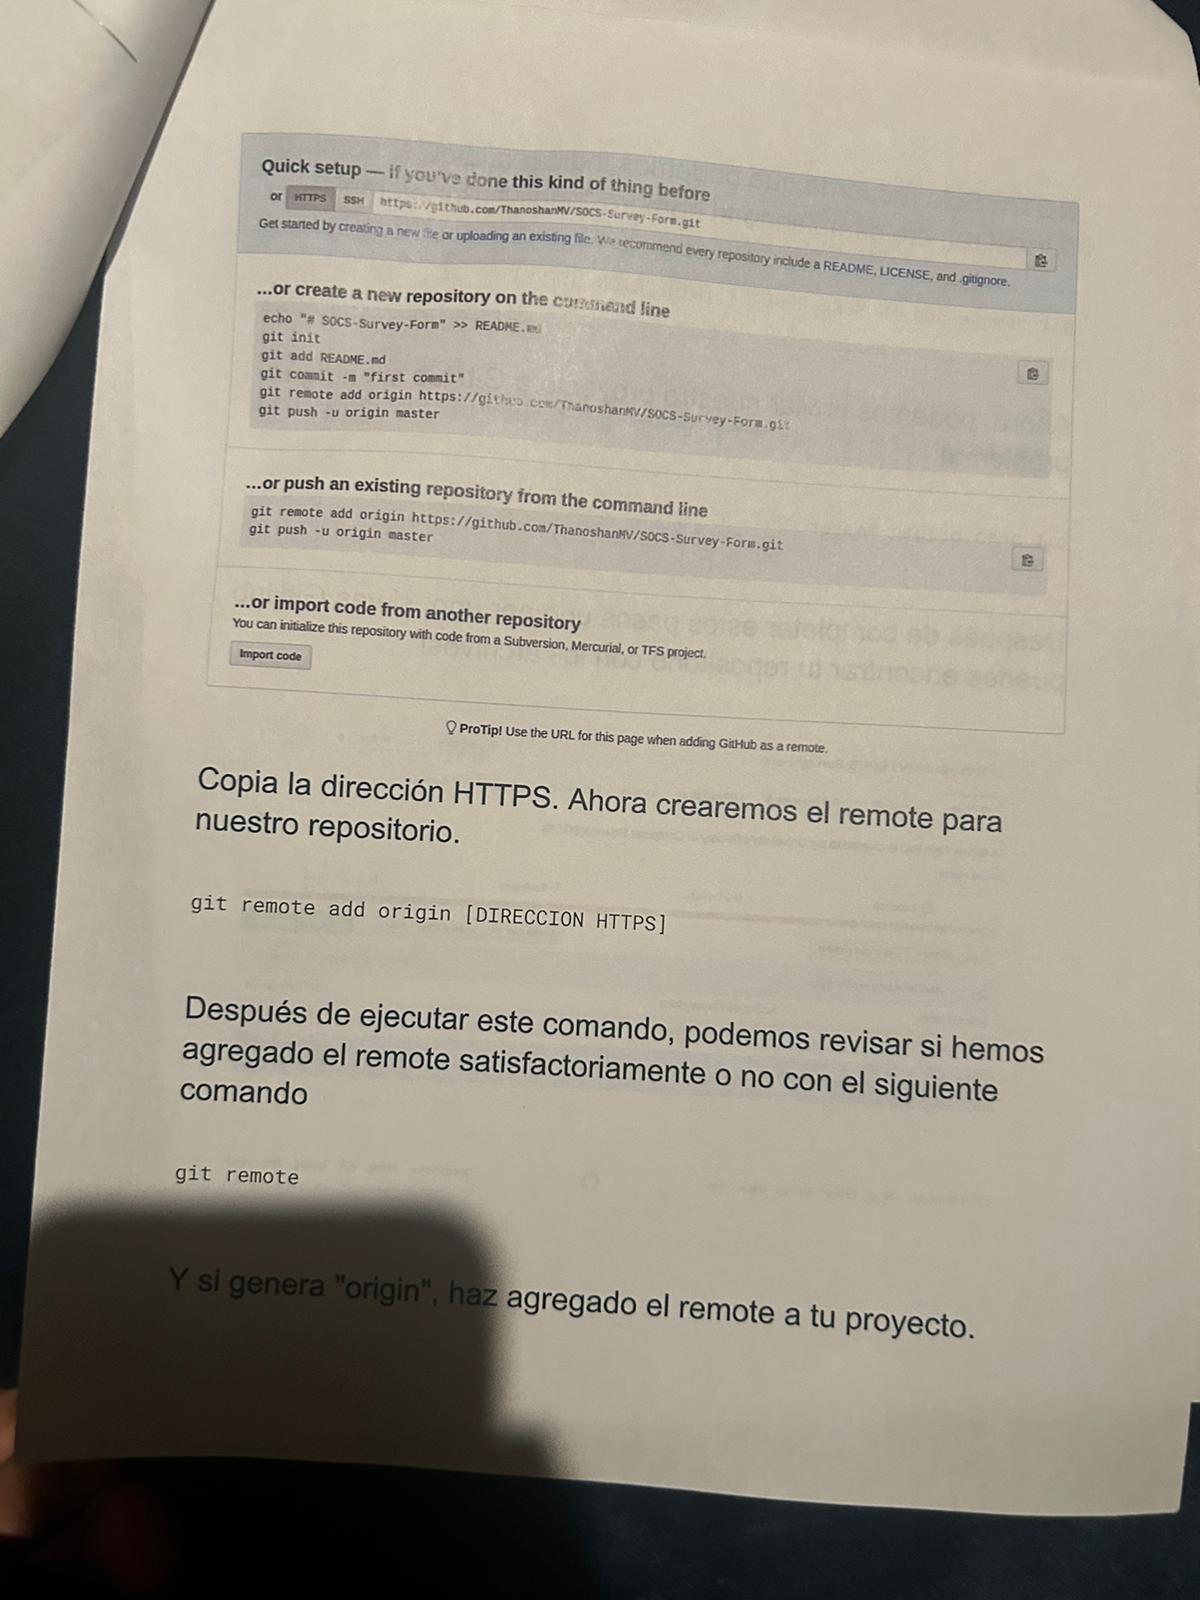 Quick setup — if you've done this kind of thing before
or HTTPS SSH https://github.com/ThanoshanMV/SOCS-Survey-Form.git
Get started by creating a new file or uploading an existing file. We recommend every repository include a README, LICENSE, and .gitignore.
...or create a new repository on the command line
echo "# SOCS-Survey-Form" >> README.md
git init
git add README.md
git commit -m "first commit"
git remote add origin https://github.com/ThanoshanMV/SOCS-Survey-Form.git
git push -u origin master
...or push an existing repository from the command line
git remote add origin https://github.com/ThanoshanMV/SOCS-Survey-Form.git
git push -u origin master
...or import code from another repository
You can initialize this repository with code from a Subversion, Mercurial, or TFS project.
Import code
ProTip! Use the URL for this page when adding GitHub as a remote.
Copia la dirección HTTPS. Ahora crearemos el remote para
nuestro repositorio.
git remote add origin [DIRECCION HTTPS]
Después de ejecutar este comando, podemos revisar si hemos
agregado el remote satisfactoriamente o no con el siguiente
comando
git remote
Y si genera "origin", haz agregado el remote a tu proyecto.